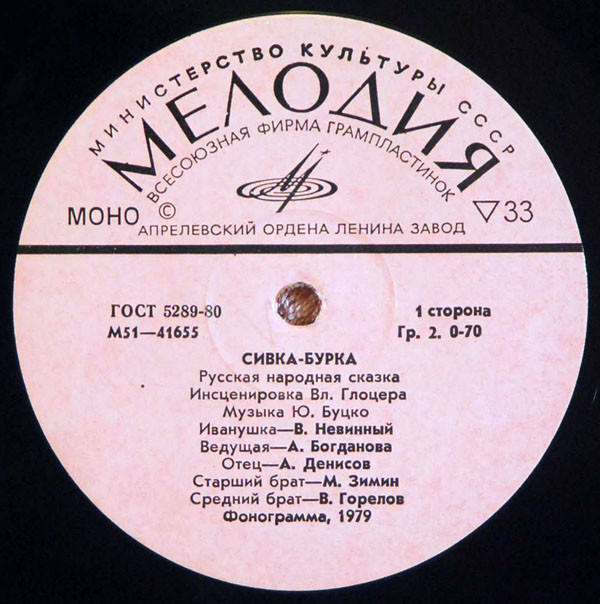 МИНИСТЕРСТВО КУЛЬТУРЫ СССР
МЕЛОДИЯ
ВСЕСОЮЗНАЯ ФИРМА ГРАМПЛАСТИНОК
МОНО ©
▽33
АПРЕЛЕВСКИЙ ОРДЕНА ЛЕНИНА ЗАВОД
ГОСТ 5289-80
1 сторона
М51—41655
Гр. 2. 0-70
СИВКА-БУРКА
Русская народная сказка
Инсценировка Вл. Глоцера
Музыка Ю. Буцко
Иванушка—В. Невинный
Ведущая—А. Богданова
Отец—А. Денисов
Старший брат—М. Зимин
Средний брат—В. Горелов
Фонограмма, 1979